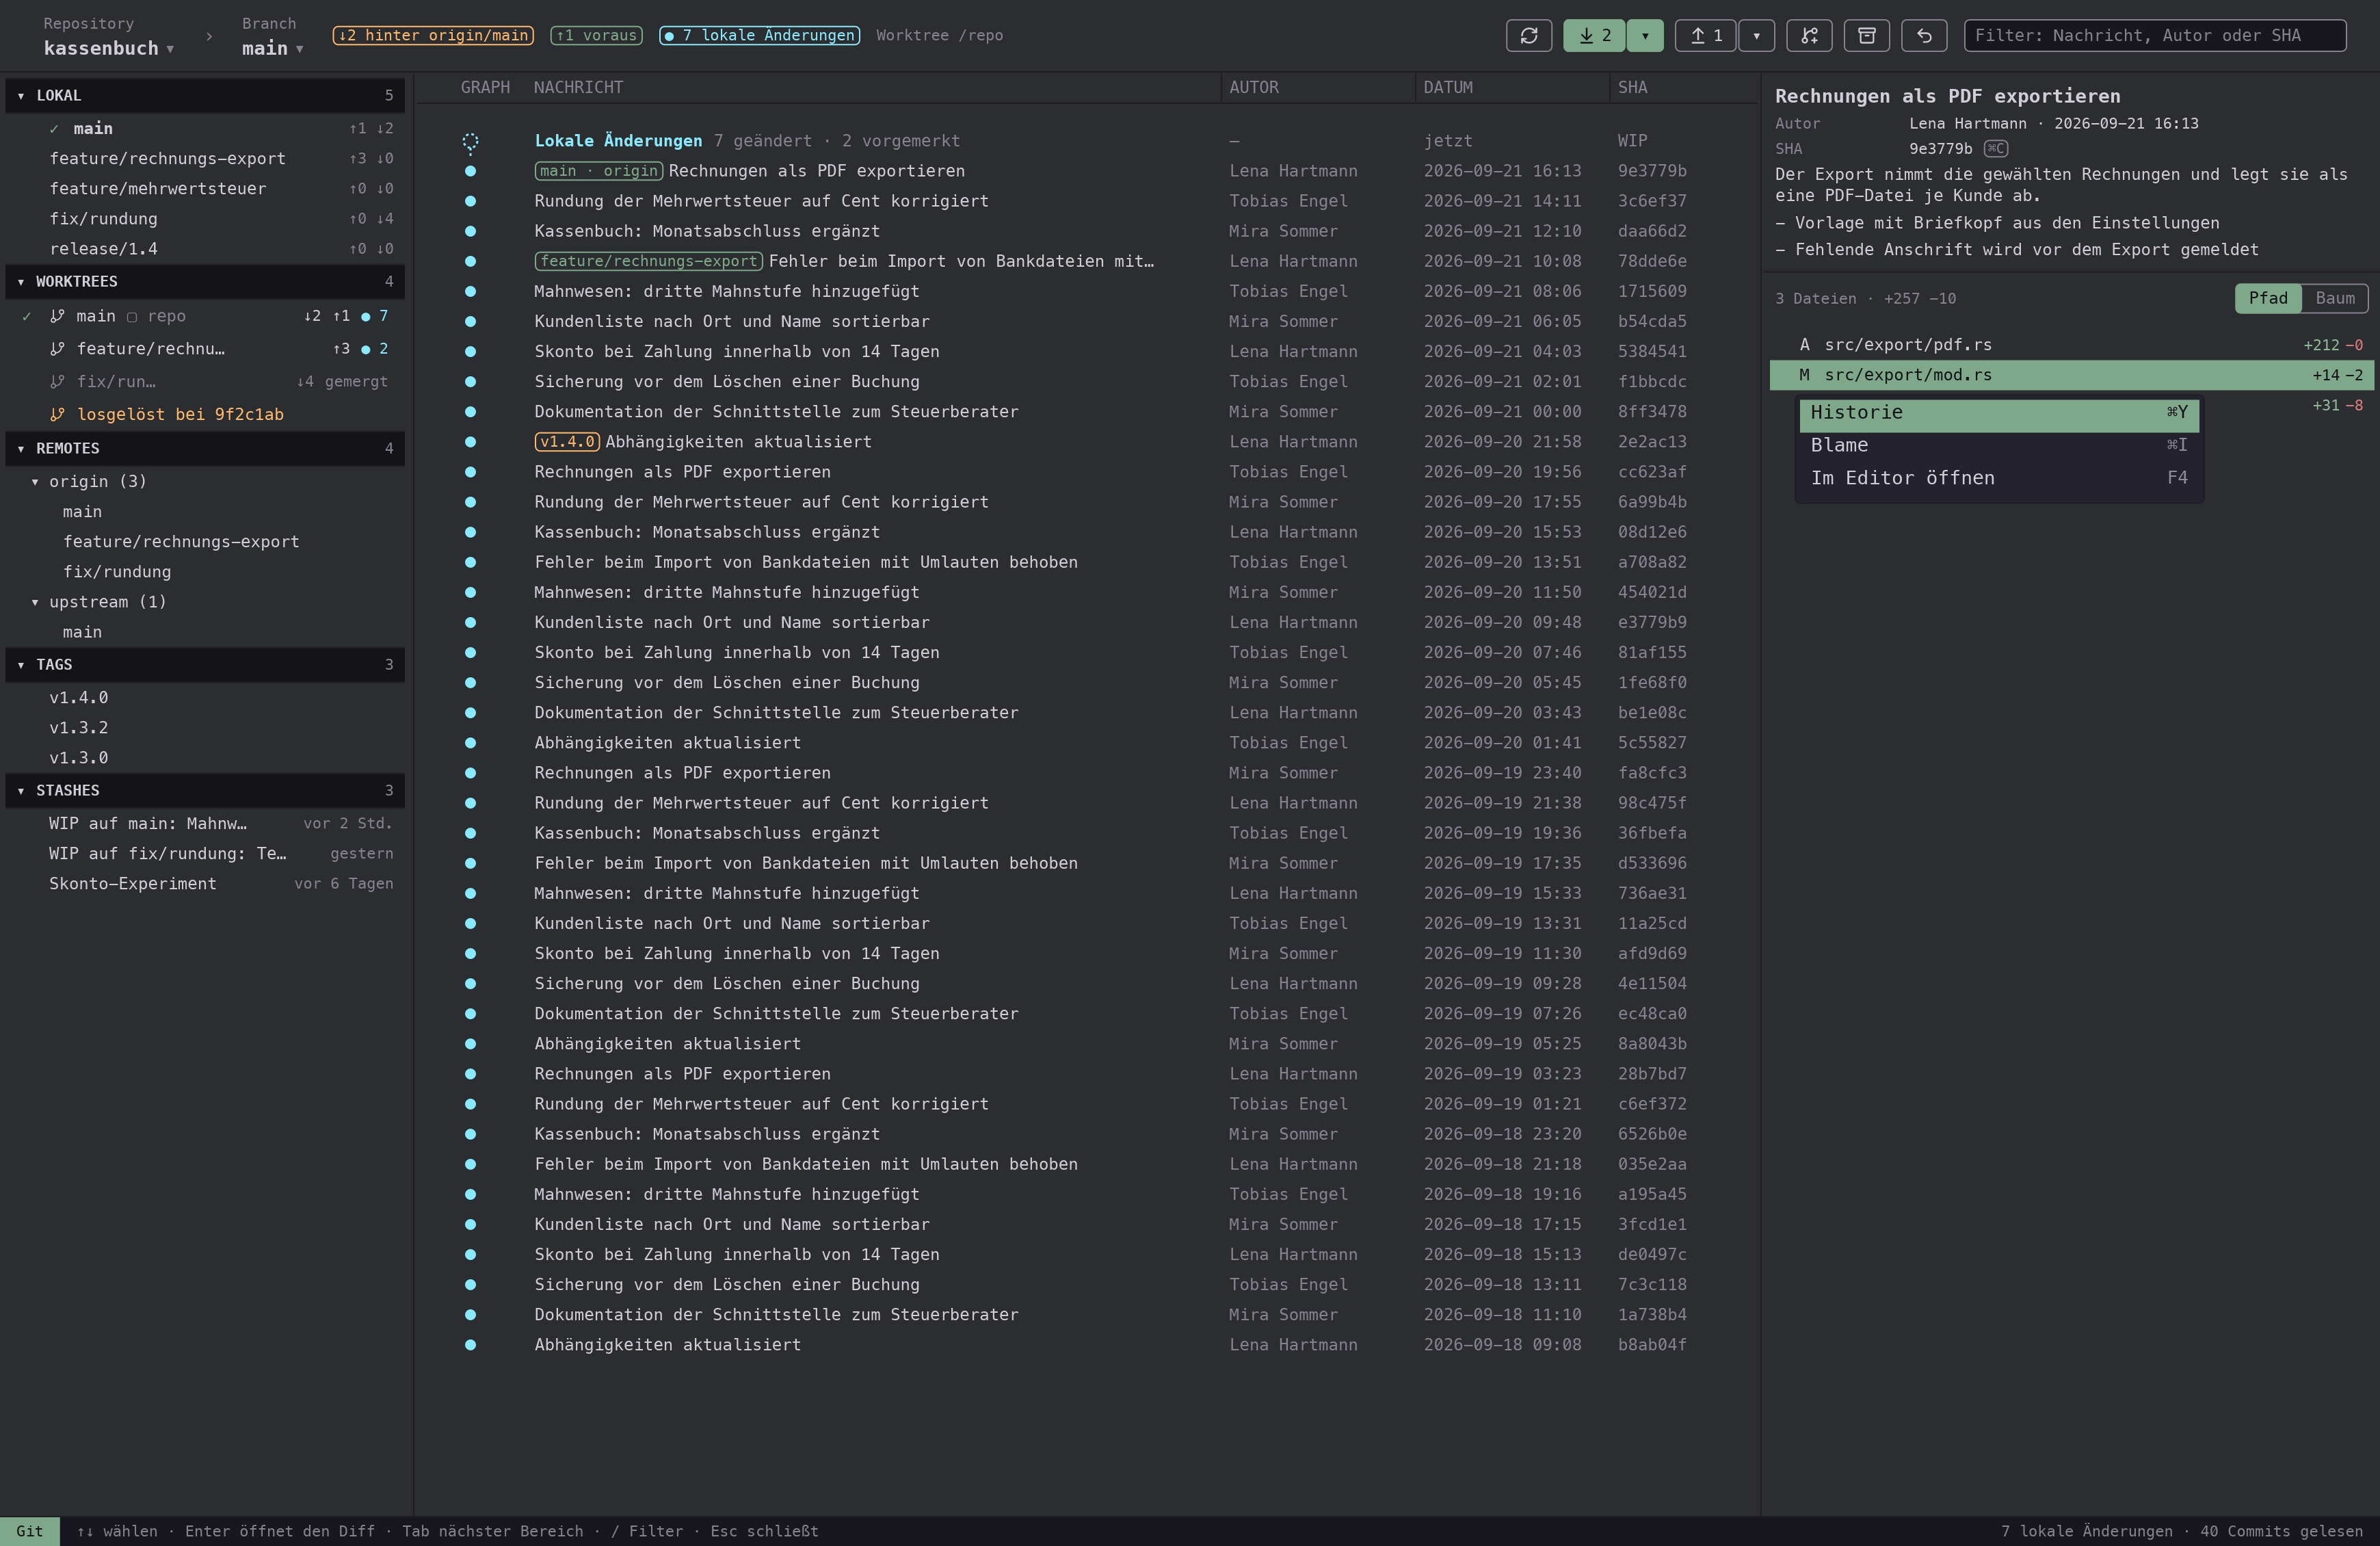 Repository
kassenbuch ▾
›
Branch
main ▾
↓2 hinter origin/main
↑1 voraus
● 7 lokale Änderungen
Worktree /repo
2 ▾
1 ▾
Filter: Nachricht, Autor oder SHA
▾ LOKAL 5
✓ main ↑1 ↓2
feature/rechnungs-export ↑3 ↓0
feature/mehrwertsteuer ↑0 ↓0
fix/rundung ↑0 ↓4
release/1.4 ↑0 ↓0
▾ WORKTREES 4
✓ main ▢ repo ↓2 ↑1 ● 7
feature/rechnu… ↑3 ● 2
fix/run… ↓4 gemergt
losgelöst bei 9f2c1ab
▾ REMOTES 4
▾ origin (3)
main
feature/rechnungs-export
fix/rundung
▾ upstream (1)
main
▾ TAGS 3
v1.4.0
v1.3.2
v1.3.0
▾ STASHES 3
WIP auf main: Mahnw… vor 2 Std.
WIP auf fix/rundung: Te… gestern
Skonto-Experiment vor 6 Tagen
GRAPH NACHRICHT AUTOR DATUM SHA
Lokale Änderungen 7 geändert · 2 vorgemerkt — jetzt WIP
main · origin Rechnungen als PDF exportieren Lena Hartmann 2026-09-21 16:13 9e3779b
Rundung der Mehrwertsteuer auf Cent korrigiert Tobias Engel 2026-09-21 14:11 3c6ef37
Kassenbuch: Monatsabschluss ergänzt Mira Sommer 2026-09-21 12:10 daa66d2
feature/rechnungs-export Fehler beim Import von Bankdateien mit… Lena Hartmann 2026-09-21 10:08 78dde6e
Mahnwesen: dritte Mahnstufe hinzugefügt Tobias Engel 2026-09-21 08:06 1715609
Kundenliste nach Ort und Name sortierbar Mira Sommer 2026-09-21 06:05 b54cda5
Skonto bei Zahlung innerhalb von 14 Tagen Lena Hartmann 2026-09-21 04:03 5384541
Sicherung vor dem Löschen einer Buchung Tobias Engel 2026-09-21 02:01 f1bbcdc
Dokumentation der Schnittstelle zum Steuerberater Mira Sommer 2026-09-21 00:00 8ff3478
v1.4.0 Abhängigkeiten aktualisiert Lena Hartmann 2026-09-20 21:58 2e2ac13
Rechnungen als PDF exportieren Tobias Engel 2026-09-20 19:56 cc623af
Rundung der Mehrwertsteuer auf Cent korrigiert Mira Sommer 2026-09-20 17:55 6a99b4b
Kassenbuch: Monatsabschluss ergänzt Lena Hartmann 2026-09-20 15:53 08d12e6
Fehler beim Import von Bankdateien mit Umlauten behoben Tobias Engel 2026-09-20 13:51 a708a82
Mahnwesen: dritte Mahnstufe hinzugefügt Mira Sommer 2026-09-20 11:50 454021d
Kundenliste nach Ort und Name sortierbar Lena Hartmann 2026-09-20 09:48 e3779b9
Skonto bei Zahlung innerhalb von 14 Tagen Tobias Engel 2026-09-20 07:46 81af155
Sicherung vor dem Löschen einer Buchung Mira Sommer 2026-09-20 05:45 1fe68f0
Dokumentation der Schnittstelle zum Steuerberater Lena Hartmann 2026-09-20 03:43 be1e08c
Abhängigkeiten aktualisiert Tobias Engel 2026-09-20 01:41 5c55827
Rechnungen als PDF exportieren Mira Sommer 2026-09-19 23:40 fa8cfc3
Rundung der Mehrwertsteuer auf Cent korrigiert Lena Hartmann 2026-09-19 21:38 98c475f
Kassenbuch: Monatsabschluss ergänzt Tobias Engel 2026-09-19 19:36 36fbefa
Fehler beim Import von Bankdateien mit Umlauten behoben Mira Sommer 2026-09-19 17:35 d533696
Mahnwesen: dritte Mahnstufe hinzugefügt Lena Hartmann 2026-09-19 15:33 736ae31
Kundenliste nach Ort und Name sortierbar Tobias Engel 2026-09-19 13:31 11a25cd
Skonto bei Zahlung innerhalb von 14 Tagen Mira Sommer 2026-09-19 11:30 afd9d69
Sicherung vor dem Löschen einer Buchung Lena Hartmann 2026-09-19 09:28 4e11504
Dokumentation der Schnittstelle zum Steuerberater Tobias Engel 2026-09-19 07:26 ec48ca0
Abhängigkeiten aktualisiert Mira Sommer 2026-09-19 05:25 8a8043b
Rechnungen als PDF exportieren Lena Hartmann 2026-09-19 03:23 28b7bd7
Rundung der Mehrwertsteuer auf Cent korrigiert Tobias Engel 2026-09-19 01:21 c6ef372
Kassenbuch: Monatsabschluss ergänzt Mira Sommer 2026-09-18 23:20 6526b0e
Fehler beim Import von Bankdateien mit Umlauten behoben Lena Hartmann 2026-09-18 21:18 035e2aa
Mahnwesen: dritte Mahnstufe hinzugefügt Tobias Engel 2026-09-18 19:16 a195a45
Kundenliste nach Ort und Name sortierbar Mira Sommer 2026-09-18 17:15 3fcd1e1
Skonto bei Zahlung innerhalb von 14 Tagen Lena Hartmann 2026-09-18 15:13 de0497c
Sicherung vor dem Löschen einer Buchung Tobias Engel 2026-09-18 13:11 7c3c118
Dokumentation der Schnittstelle zum Steuerberater Mira Sommer 2026-09-18 11:10 1a738b4
Abhängigkeiten aktualisiert Lena Hartmann 2026-09-18 09:08 b8ab04f
Rechnungen als PDF exportieren
Autor Lena Hartmann · 2026-09-21 16:13
SHA 9e3779b ⌘C
Der Export nimmt die gewählten Rechnungen und legt sie als
eine PDF-Datei je Kunde ab.
– Vorlage mit Briefkopf aus den Einstellungen
– Fehlende Anschrift wird vor dem Export gemeldet
3 Dateien · +257 −10 Pfad Baum
A src/export/pdf.rs +212 −0
M src/export/mod.rs +14 −2
+31 −8
Historie ⌘Y
Blame ⌘I
Im Editor öffnen F4
Git ↑↓ wählen · Enter öffnet den Diff · Tab nächster Bereich · / Filter · Esc schließt
7 lokale Änderungen · 40 Commits gelesen